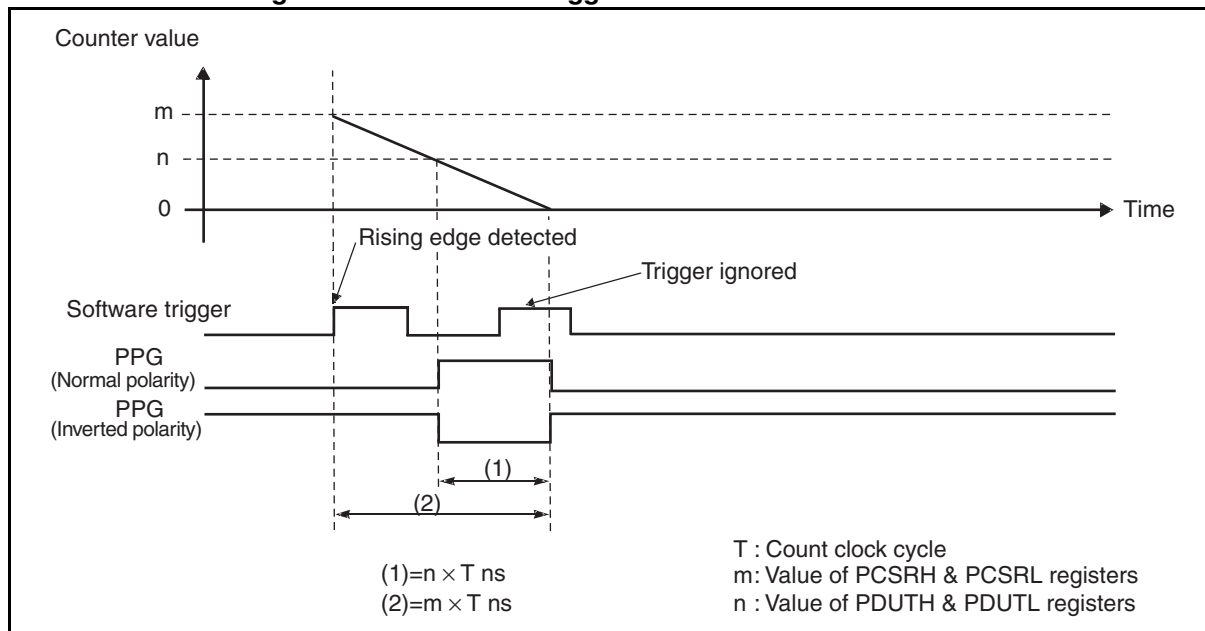 Counter value
m
n
0
Time
Rising edge detected
Trigger ignored
Software trigger
PPG
(Normal polarity)
PPG
(Inverted polarity)
(1)
(2)
(1)=n × T ns
(2)=m × T ns
T : Count clock cycle
m: Value of PCSRH & PCSRL registers
n : Value of PDUTH & PDUTL registers